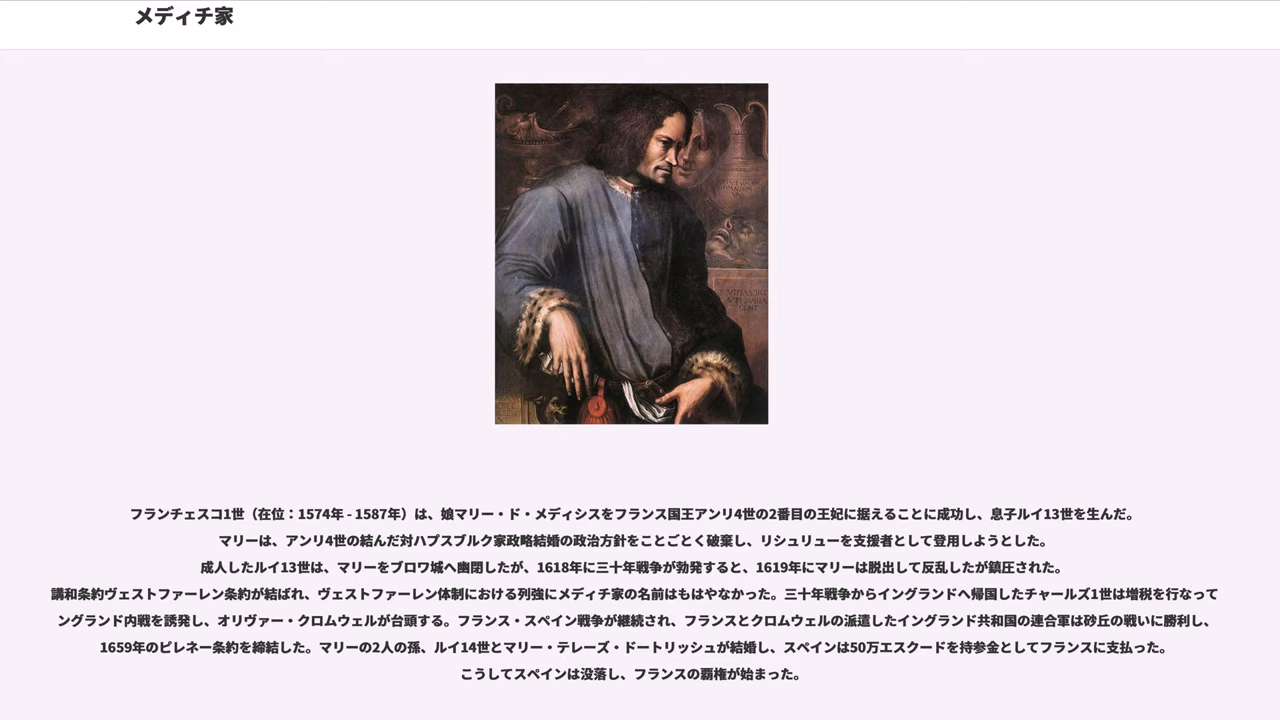 メディチ家
フランチェスコ1世（在位：1574年 - 1587年）は、娘マリー・ド・メディシスをフランス国王アンリ4世の2番目の王妃に据えることに成功し、息子ルイ13世を生んだ。
マリーは、アンリ4世の結んだ対ハプスブルク家政略結婚の政治方針をことごとく破棄し、リシュリューを支援者として登用しようとした。
成人したルイ13世は、マリーをブロワ城へ幽閉したが、1618年に三十年戦争が勃発すると、1619年にマリーは脱出して反乱したが鎮圧された。
講和条約ヴェストファーレン条約が結ばれ、ヴェストファーレン体制における列強にメディチ家の名前はもはやなかった。三十年戦争からイングランドへ帰国したチャールズ1世は増税を行なって
ングランド内戦を誘発し、オリヴァー・クロムウェルが台頭する。フランス・スペイン戦争が継続され、フランスとクロムウェルの派遣したイングランド共和国の連合軍は砂丘の戦いに勝利し、
1659年のピレネー条約を締結した。マリーの2人の孫、ルイ14世とマリー・テレーズ・ドートリッシュが結婚し、スペインは50万エスクードを持参金としてフランスに支払った。
こうしてスペインは没落し、フランスの覇権が始まった。